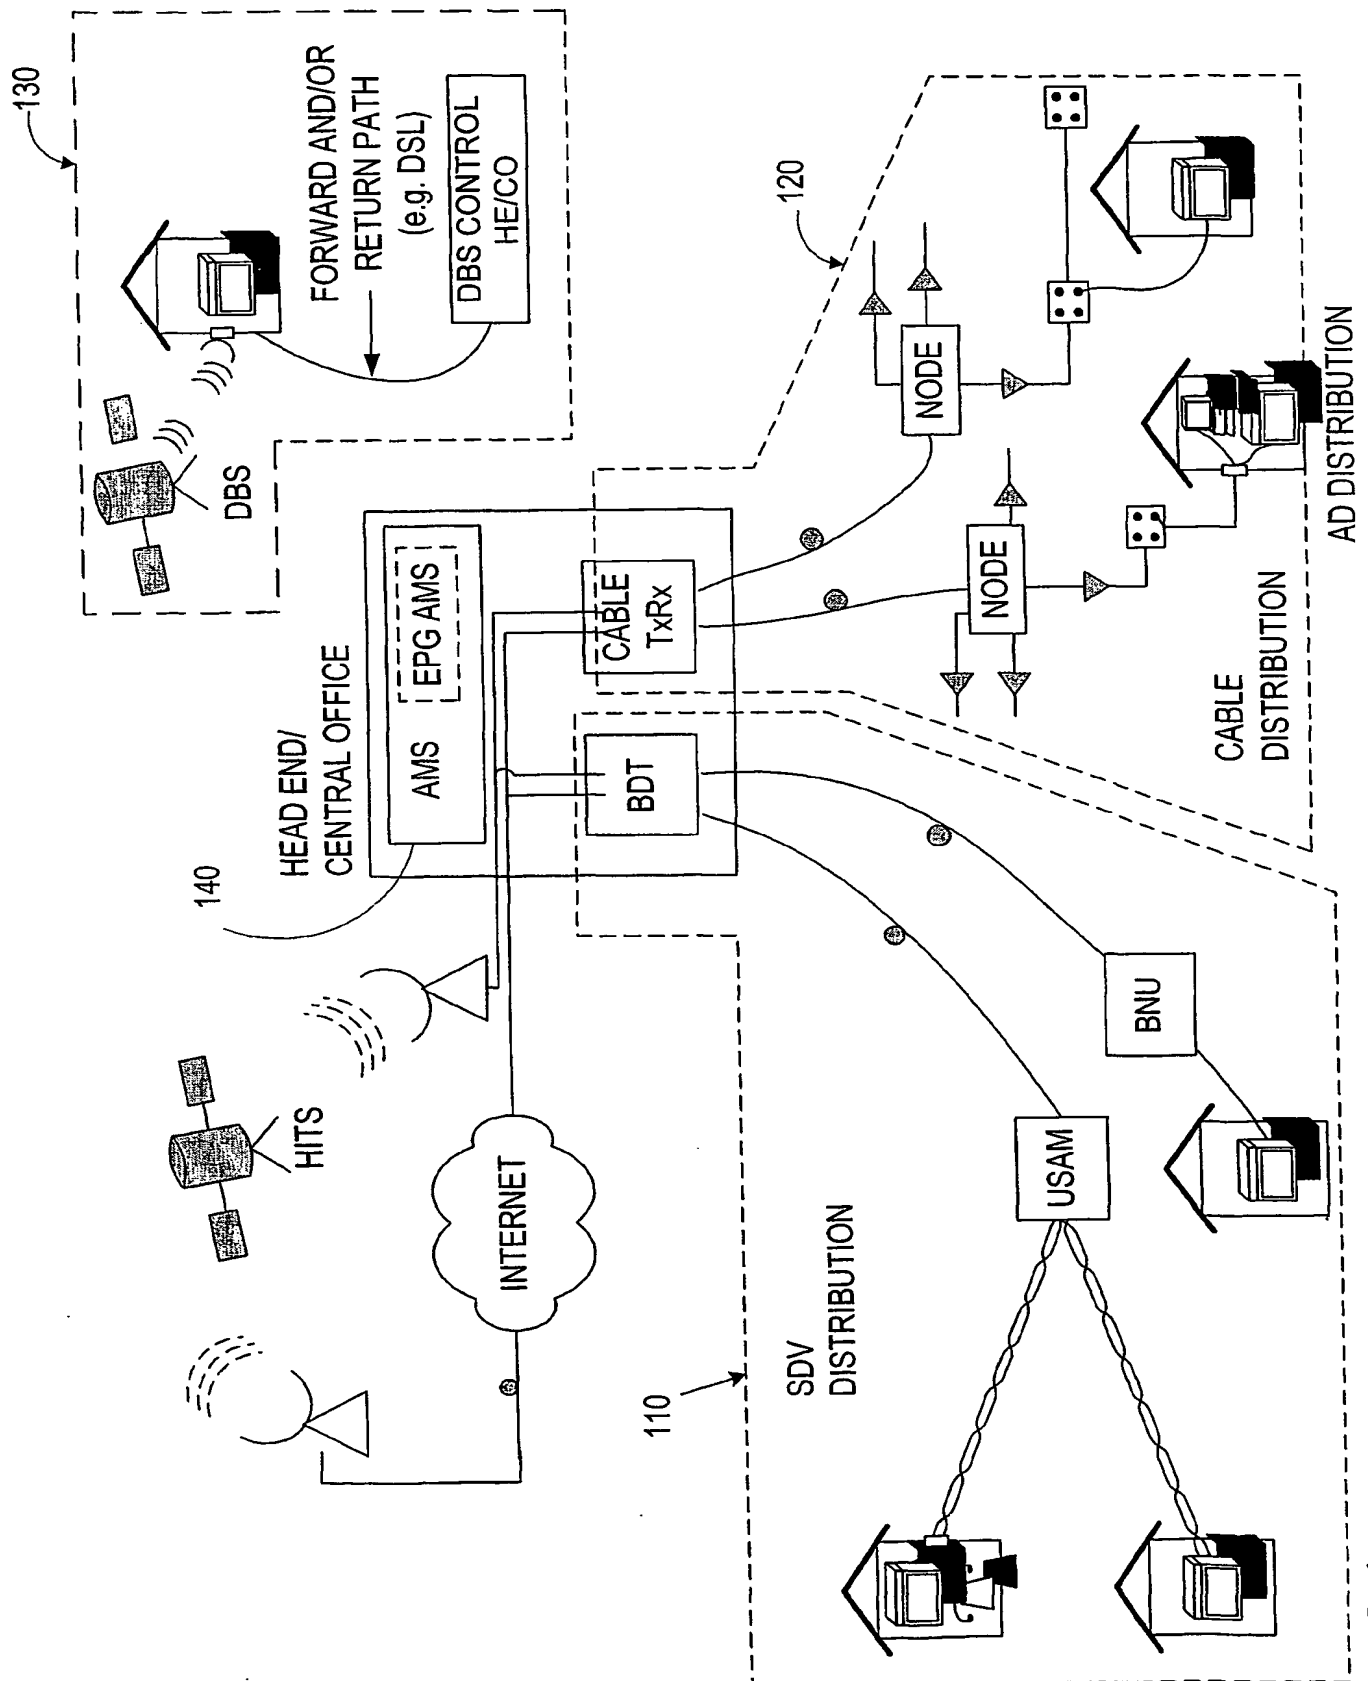 130
FORWARD AND/OR
RETURN PATH
(e.g. DSL)
DBS CONTROL
HE/CO
DBS
HITS
140
HEAD END/
CENTRAL OFFICE
AMS
EPG AMS
INTERNET
BDT
CABLE
TxRx
120
NODE
NODE
110
SDV
DISTRIBUTION
USAM
BNU
CABLE
DISTRIBUTION
AD DISTRIBUTION